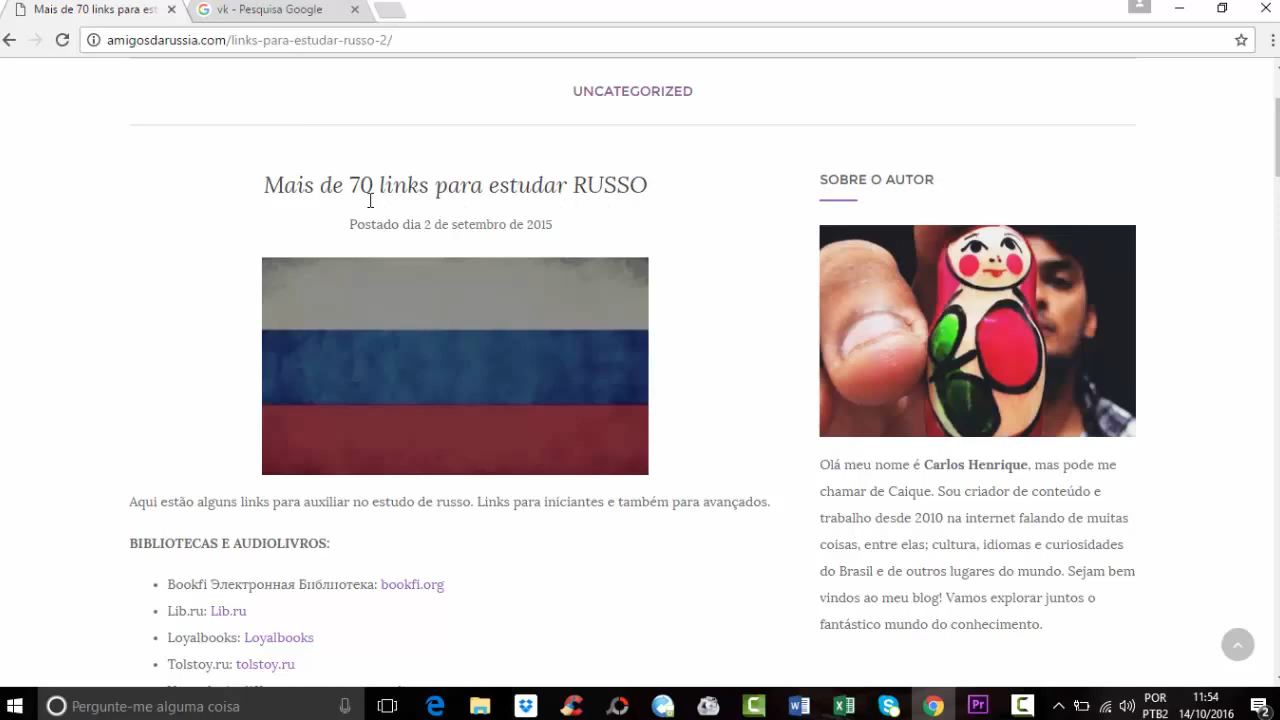 Mais de 70 links para est
vk - Pesquisa Google
amigosdarussia.com/links-para-estudar-russo-2/
UNCATEGORIZED
Mais de 70 links para estudar RUSSO
Postado dia 2 de setembro de 2015
Aqui estão alguns links para auxiliar no estudo de russo. Links para iniciantes e também para avançados.
BIBLIOTECAS E AUDIOLIVROS:
Bookfi Электронная Библиотека: bookfi.org
Lib.ru: Lib.ru
Loyalbooks: Loyalbooks
Tolstoy.ru: tolstoy.ru
SOBRE O AUTOR
Olá meu nome é Carlos Henrique, mas pode me
chamar de Caique. Sou criador de conteúdo e
trabalho desde 2010 na internet falando de muitas
coisas, entre elas; cultura, idiomas e curiosidades
do Brasil e de outros lugares do mundo. Sejam bem
vindos ao meu blog! Vamos explorar juntos o
fantástico mundo do conhecimento.
Pergunte-me alguma coisa
Pr
POR
PTB2
11:54
14/10/2016
2